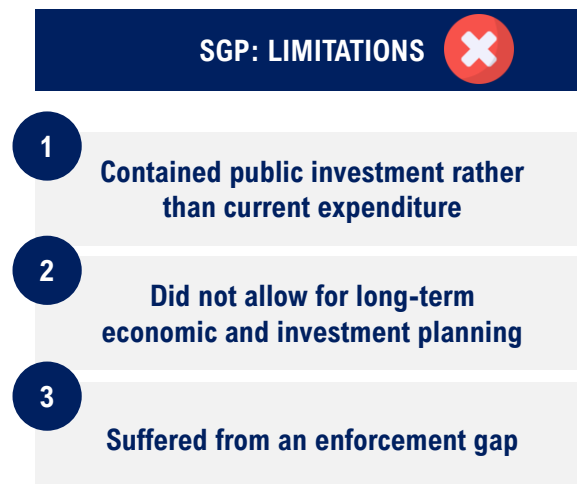 SGP: LIMITATIONS
1
Contained public investment rather
than current expenditure
2
Did not allow for long-term
economic and investment planning
3
Suffered from an enforcement gap